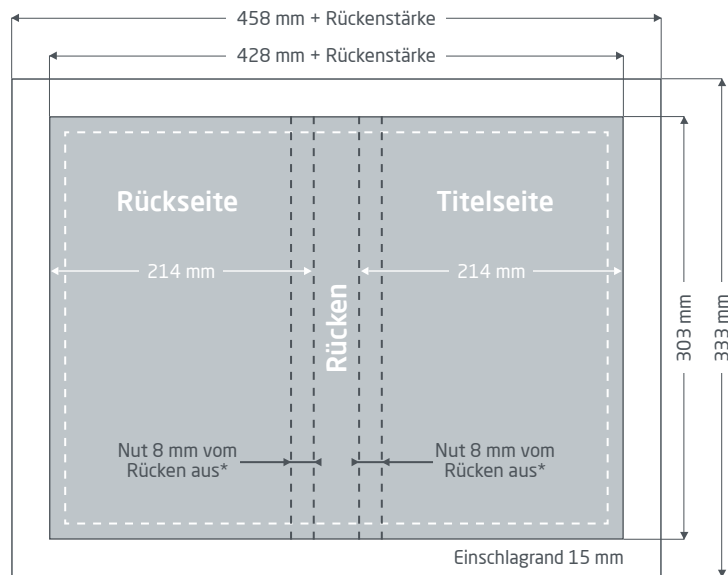 458 mm + Rückenstärke
428 mm + Rückenstärke
Rückseite
Titelseite
214 mm
214 mm
Rücken
303 mm
333 mm
Nut 8 mm vom
Rücken aus*
Nut 8 mm vom
Rücken aus*
Einschlagrand 15 mm